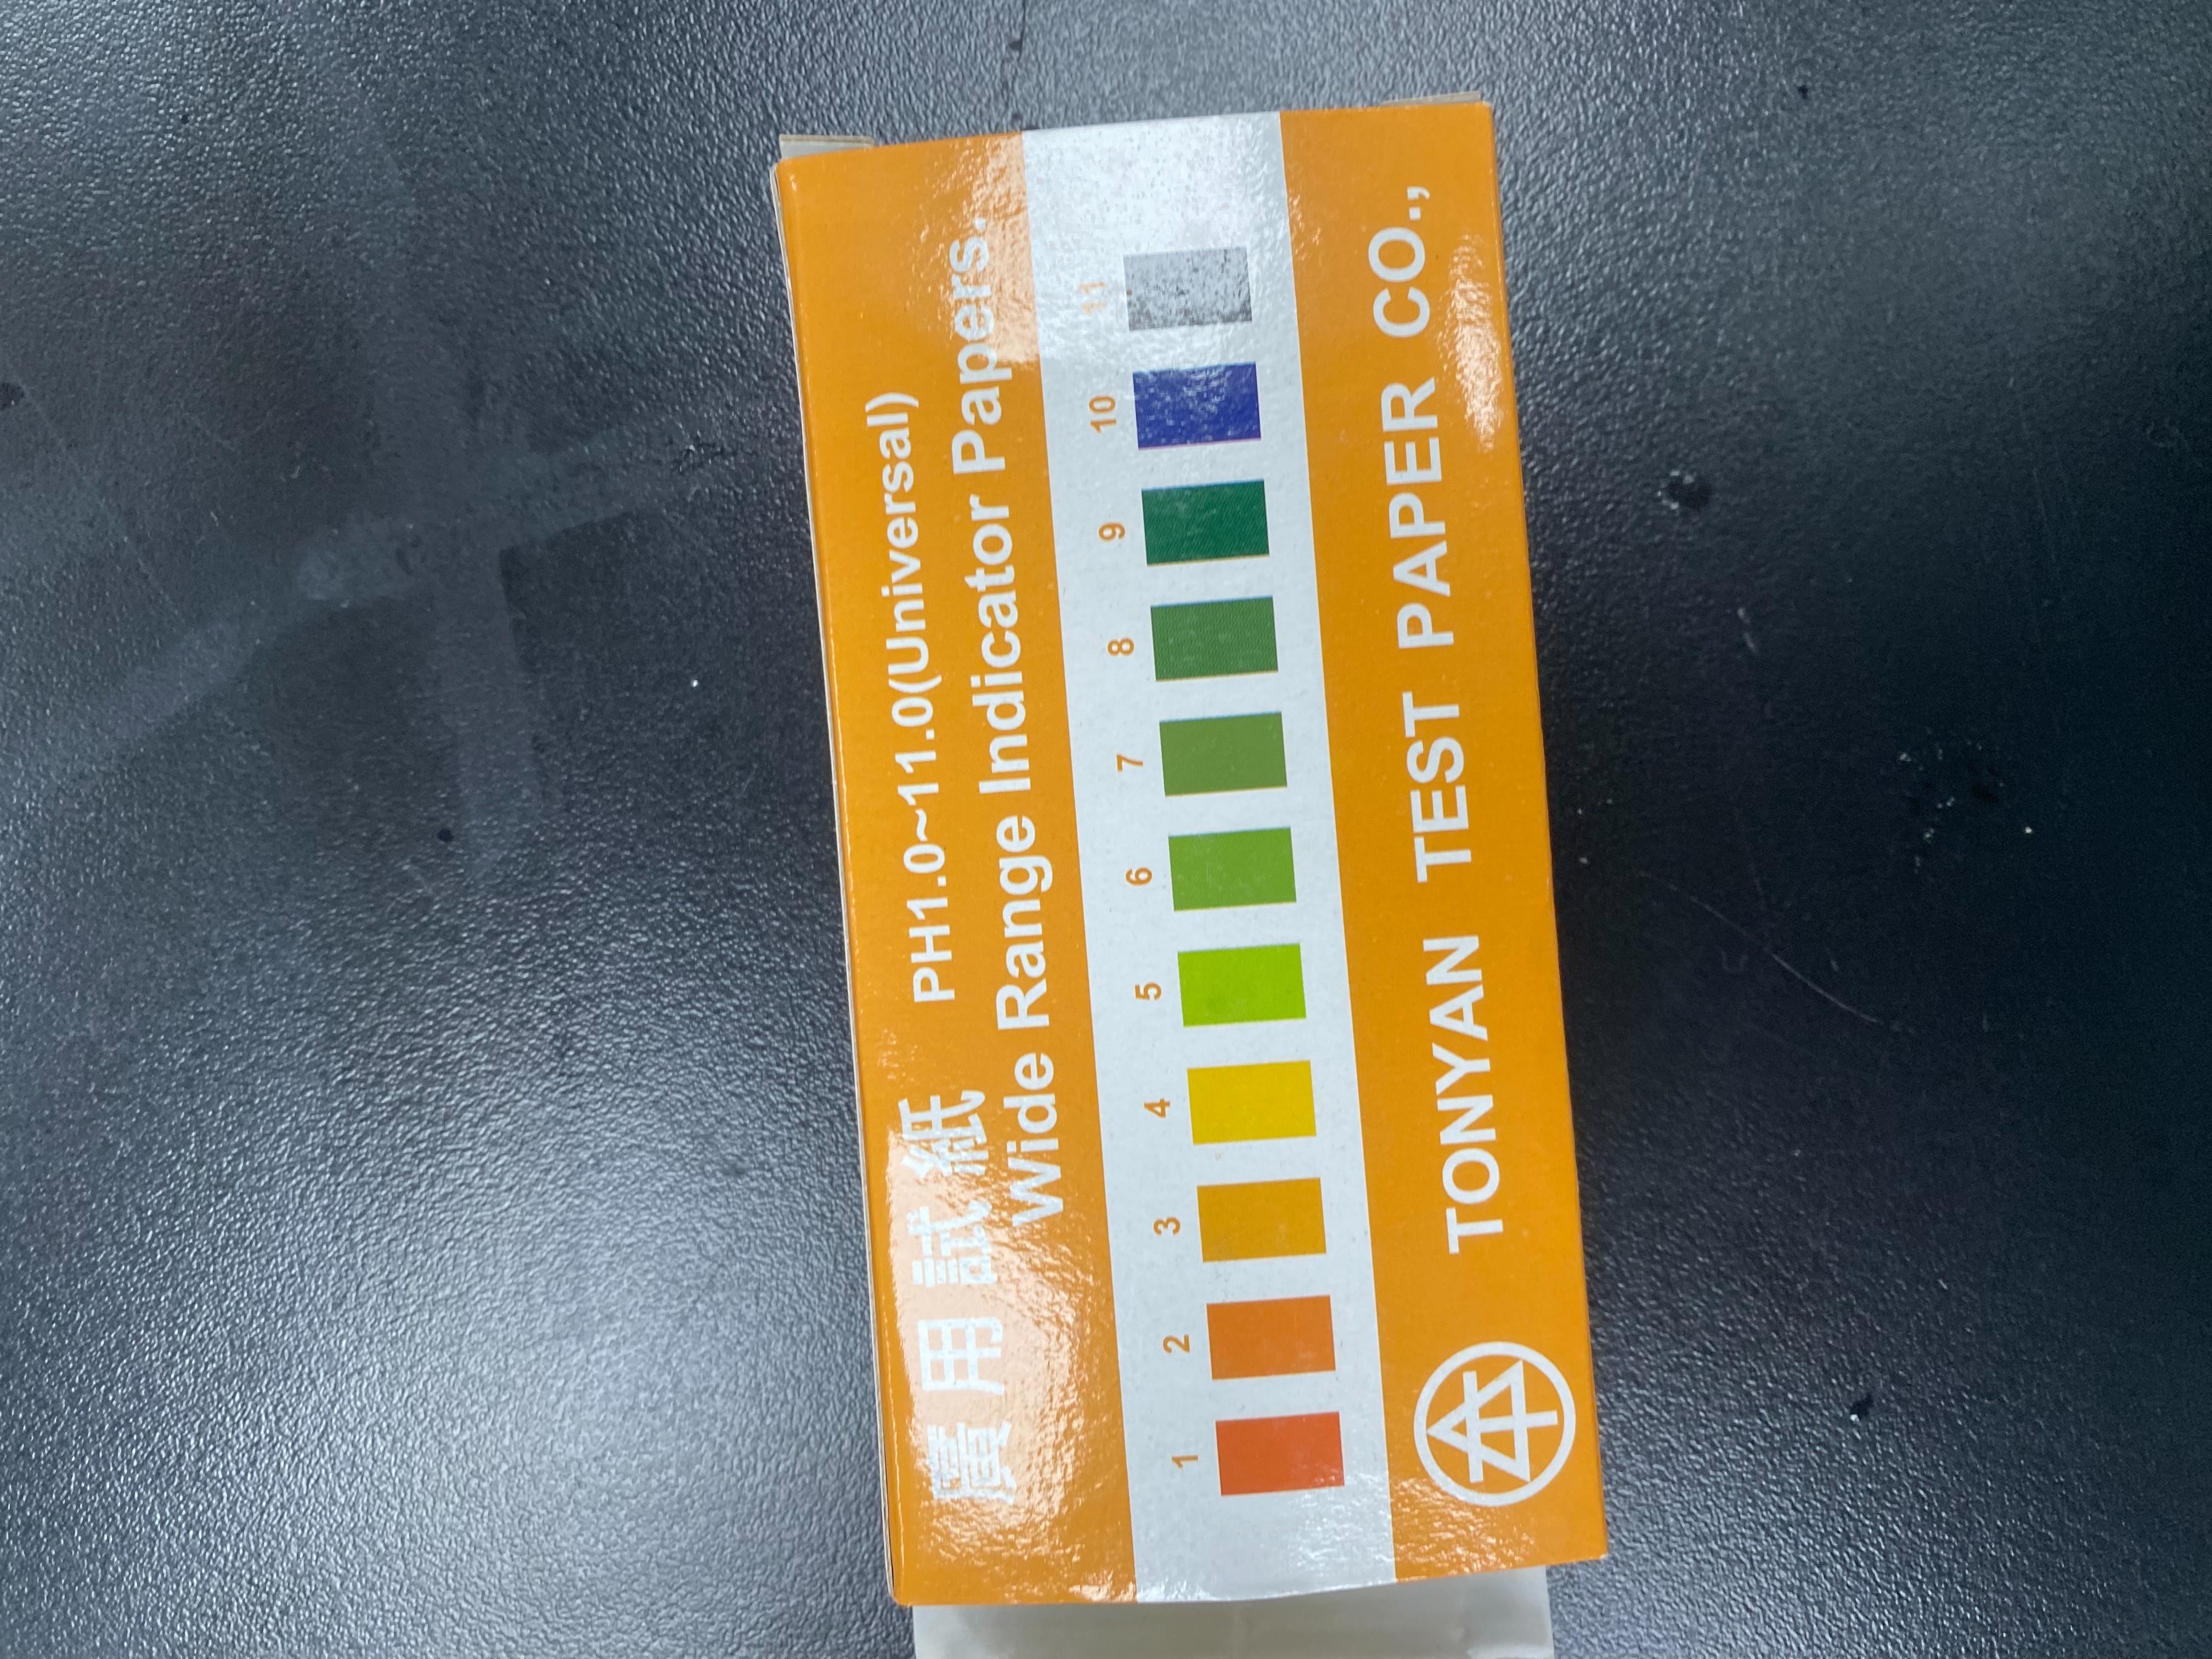 廣用試紙 PH1.0~11.0(Universal)
Wide Range Indicator Papers.
1 2 3 4 5 6 7 8 9 10 11
TONYAN TEST PAPER CO.,